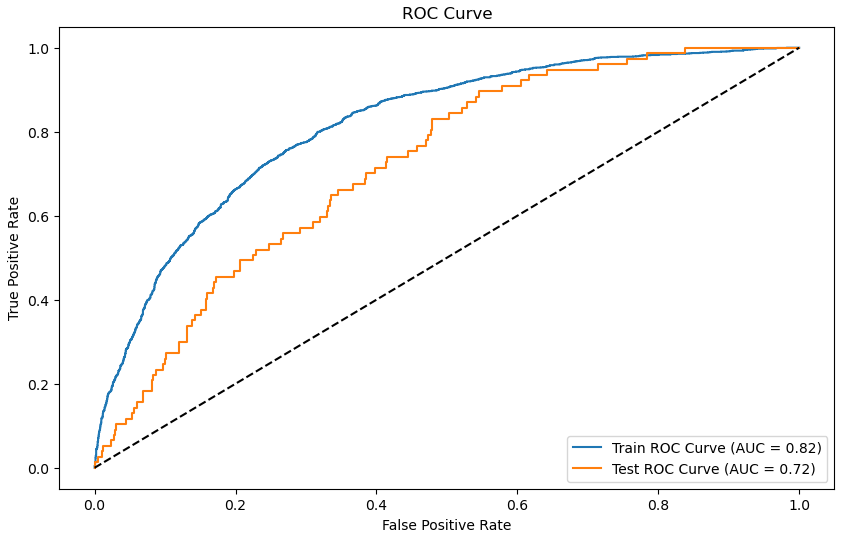 ROC Curve
True Positive Rate
1.0
0.8
0.6
0.4
0.2
0.0
Train ROC Curve (AUC = 0.82)
Test ROC Curve (AUC = 0.72)
0.0 0.2 0.4 0.6 0.8 1.0
False Positive Rate